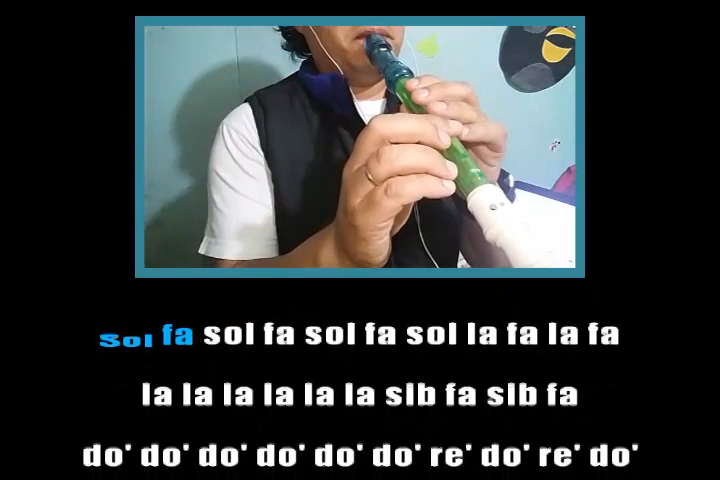 Sol fa sol fa sol fa sol la fa la fa
la la la la la la sib fa sib fa
do' do' do' do' do' do' re' do' re' do'